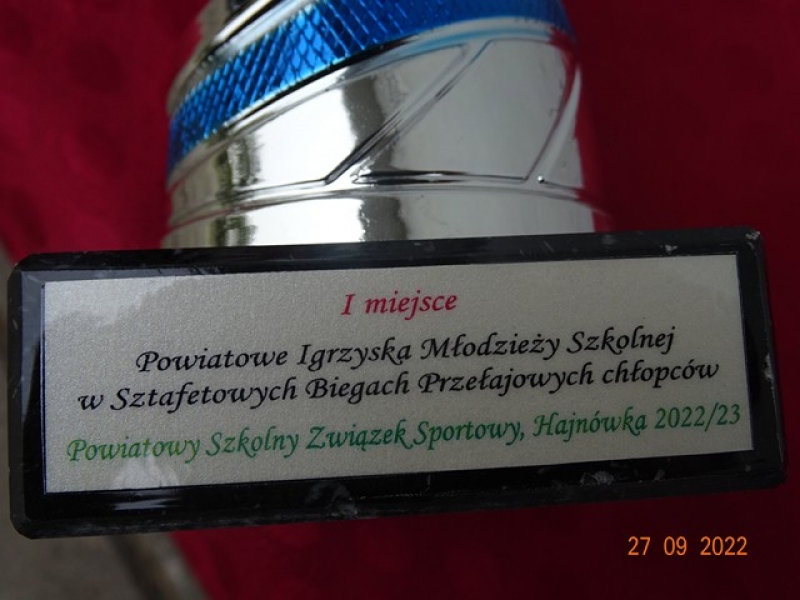 I miejsce
Powiatowe Igrzyska Młodzieży Szkolnej
w Sztafetowych Biegach Przełajowych chłopców
Powiatowy Szkolny Związek Sportowy, Hajnówka 2022/23
27 09 2022